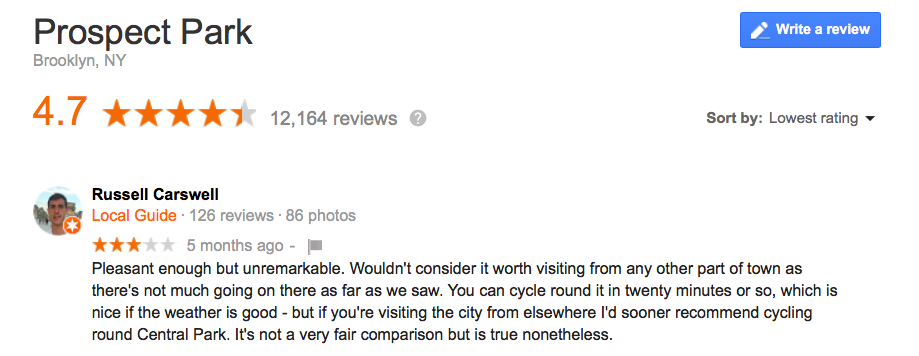 Prospect Park
Write a review
Brooklyn, NY
4.7 12,164 reviews ?
Sort by: Lowest rating
Russell Carswell
Local Guide · 126 reviews · 86 photos
5 months ago -
Pleasant enough but unremarkable. Wouldn't consider it worth visiting from any other part of town as
there's not much going on there as far as we saw. You can cycle round it in twenty minutes or so, which is
nice if the weather is good - but if you're visiting the city from elsewhere I'd sooner recommend cycling
round Central Park. It's not a very fair comparison but is true nonetheless.